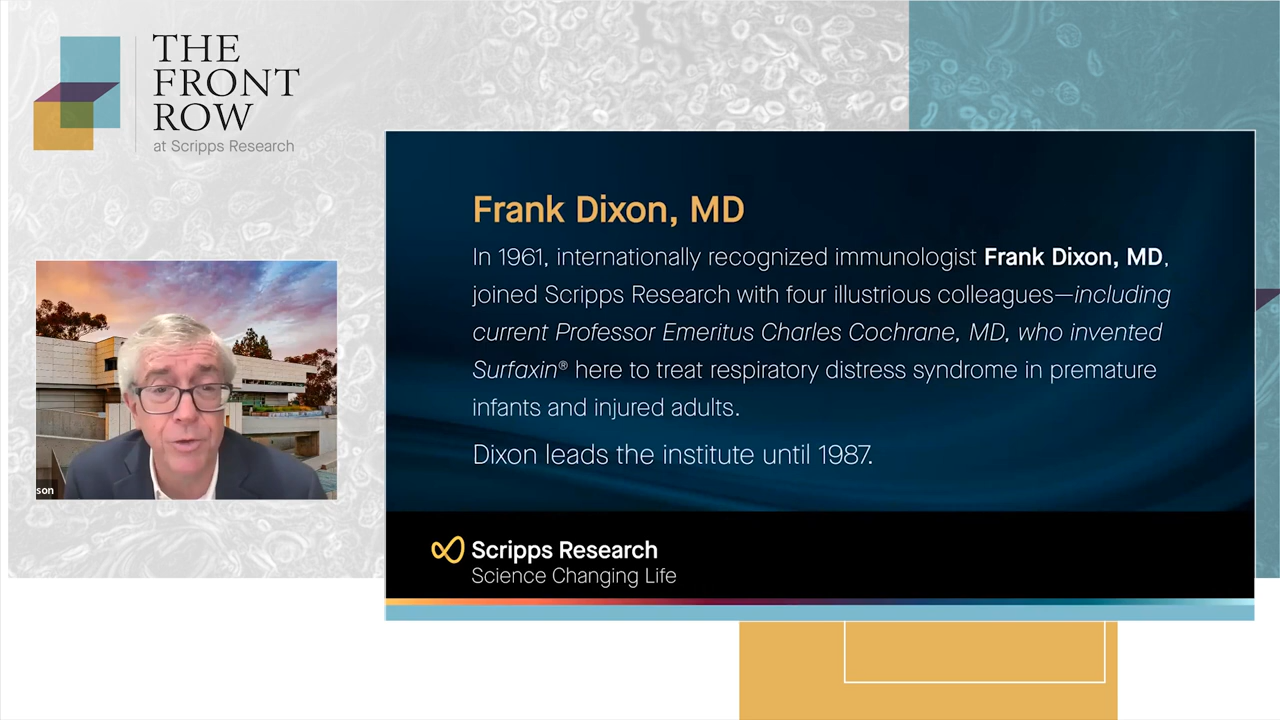 THE
FRONT
ROW
at Scripps Research
Frank Dixon, MD
In 1961, internationally recognized immunologist Frank Dixon, MD,
joined Scripps Research with four illustrious colleagues—including
current Professor Emeritus Charles Cochrane, MD, who invented
Surfaxin® here to treat respiratory distress syndrome in premature
infants and injured adults.
Dixon leads the institute until 1987.
son
Scripps Research
Science Changing Life